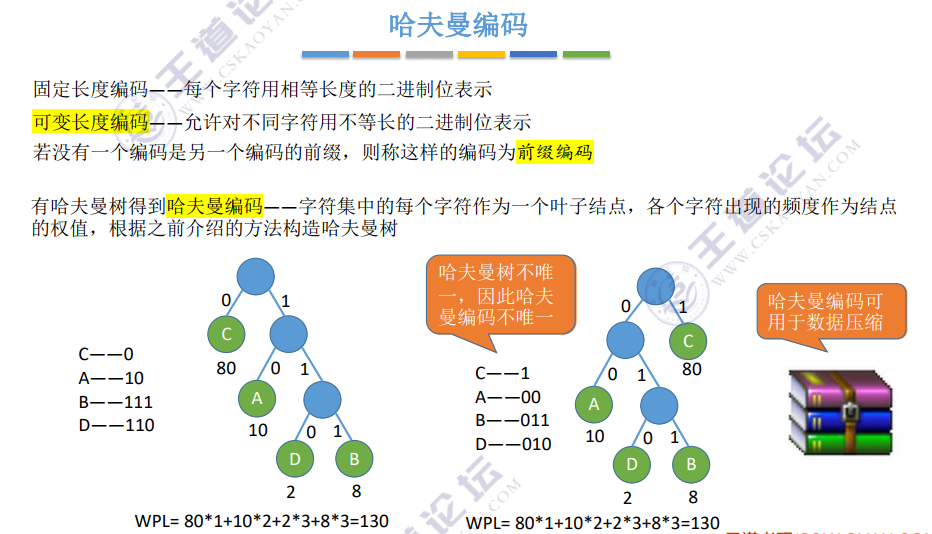 哈夫曼编码
固定长度编码——每个字符用相等长度的二进制位表示
可变长度编码——允许对不同字符用不等长的二进制位表示
若没有一个编码是另一个编码的前缀，则称这样的编码为前缀编码
有哈夫曼树得到哈夫曼编码——字符集中的每个字符作为一个叶子结点，各个字符出现的频度作为结点
的权值，根据之前介绍的方法构造哈夫曼树
0
1
C
80
0
1
A
10
0
1
D
B
2
8
C——0
A——10
B——111
D——110
WPL= 80*1+10*2+2*3+8*3=130
哈夫曼树不唯
一，因此哈夫
曼编码不唯一
0
1
C
80
0
1
A
10
0
1
D
B
2
8
C——1
A——00
B——011
D——010
WPL= 80*1+10*2+2*3+8*3=130
哈夫曼编码可
用于数据压缩
王道论坛
WWW.CSKAOYAN.COM
王道论坛
WWW.CSKAOYAN.COM